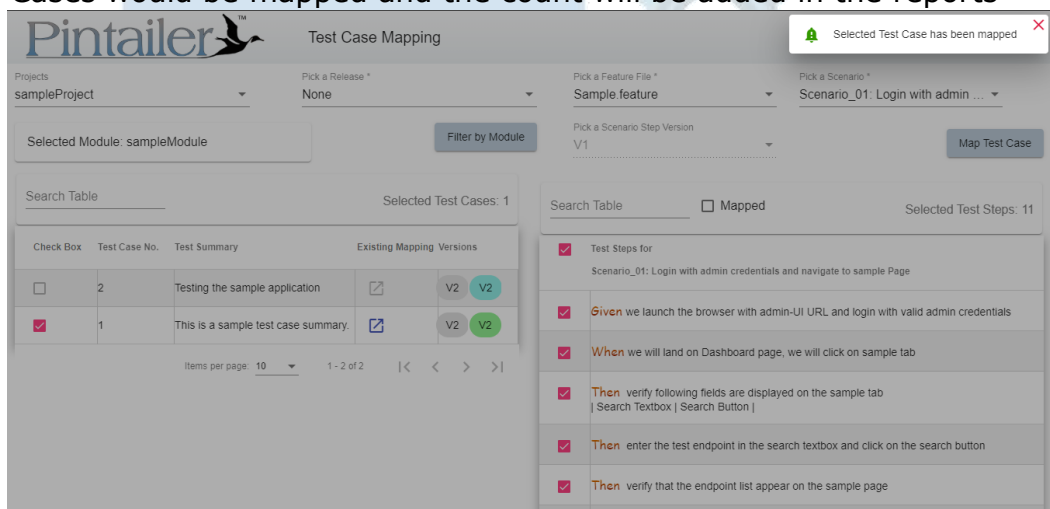 Cases would be mapped and the count will be added in the reports
Pintailer™
Test Case Mapping
Selected Test Case has been mapped
Projects
sampleProject
Pick a Release *
None
Pick a Feature File *
Sample.feature
Pick a Scenario *
Scenario_01: Login with admin ...
Selected Module: sampleModule
Filter by Module
Pick a Scenario Step Version
V1
Map Test Case
Search Table
Selected Test Cases: 1
Check Box Test Case No. Test Summary Existing Mapping Versions
2 Testing the sample application V2 V2
1 This is a sample test case summary. V2 V2
Items per page: 10 1 - 2 of 2
Search Table Mapped Selected Test Steps: 11
Test Steps for
Scenario_01: Login with admin credentials and navigate to sample Page
Given we launch the browser with admin-UI URL and login with valid admin credentials
When we will land on Dashboard page, we will click on sample tab
Then verify following fields are displayed on the sample tab
| Search Textbox | Search Button |
Then enter the test endpoint in the search textbox and click on the search button
Then verify that the endpoint list appear on the sample page